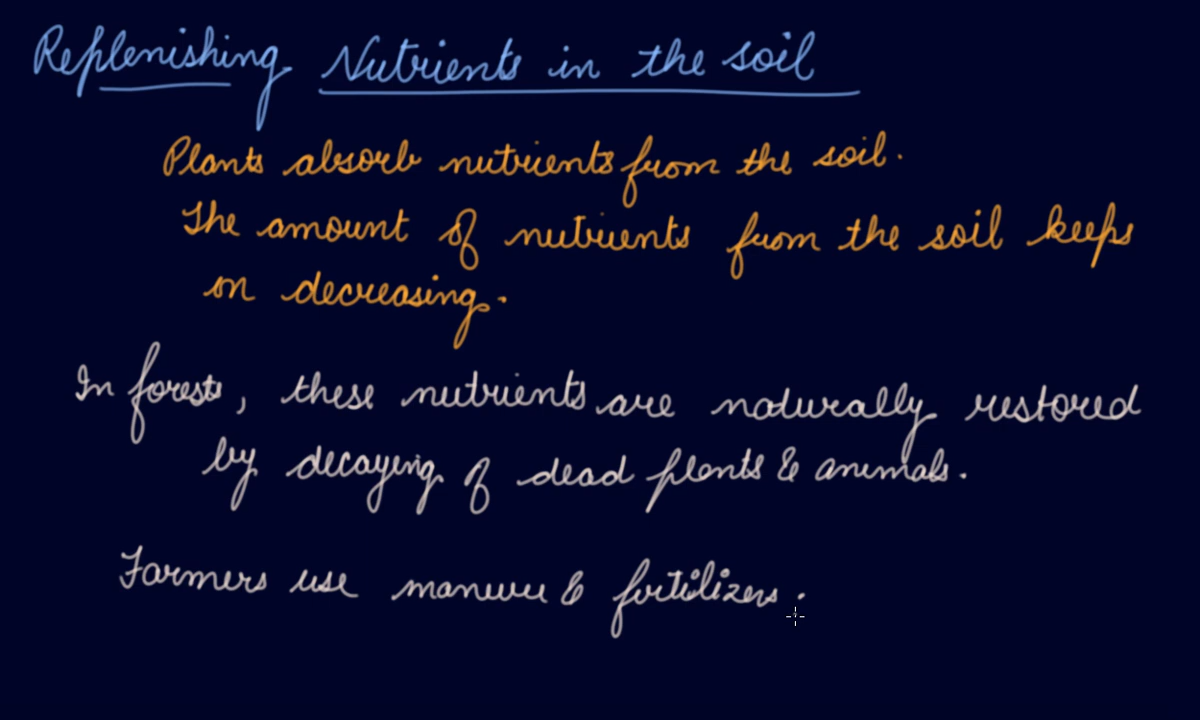 Replenishing Nutrients in the soil
Plants absorb nutrients from the soil.
The amount of nutrients from the soil keeps
on decreasing.
In forests, these nutrients are naturally restored
by decaying of dead plants & animals.
Farmers use manure & fertilizers.